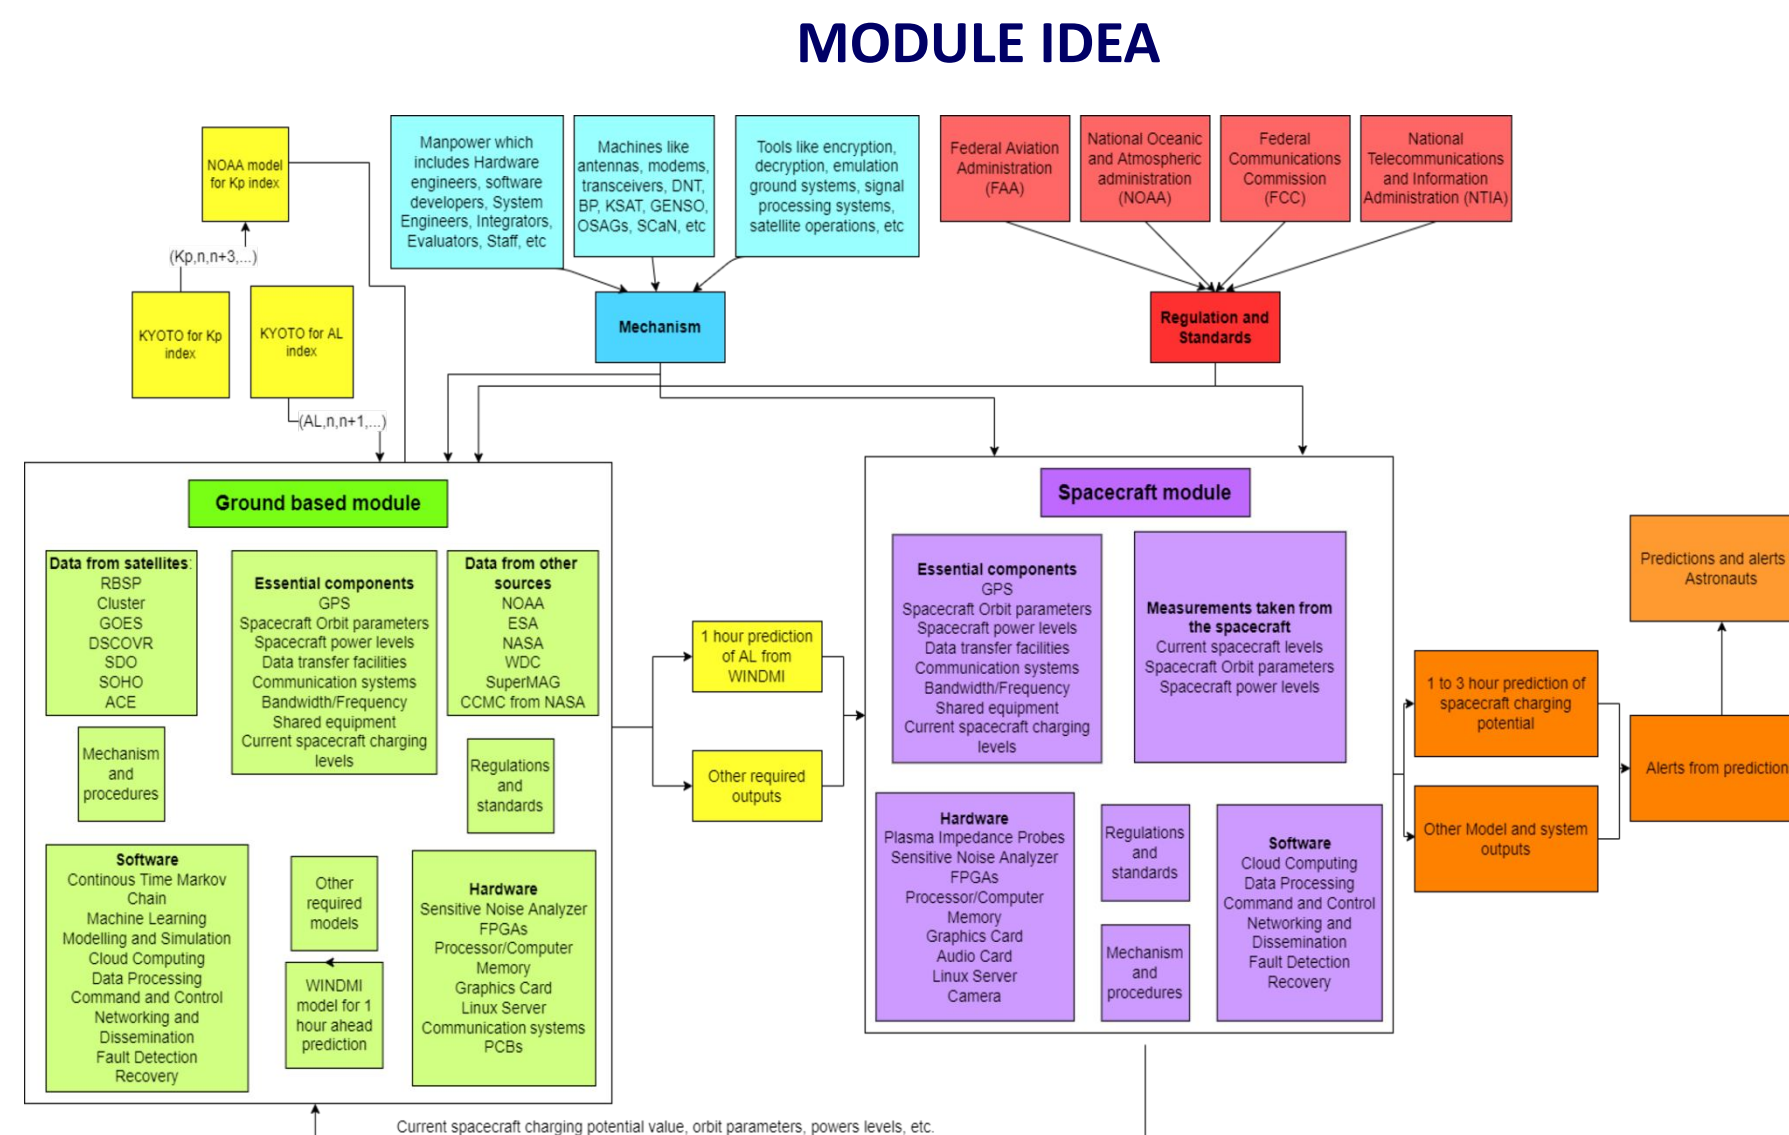 MODULE IDEA
NOAA model
for Kp index
(Kp,n,n+3,...)
KYOTO for Kp
index
KYOTO for AL
index
(AL,n,n+1,...)
Manpower which
includes Hardware
engineers, software
developers, System
Engineers, Integrators,
Evaluators, Staff, etc
Machines like
antennas, modems,
transceivers, DNT,
BP, KSAT, GENSO,
OSAGs, SCaN, etc
Tools like encryption,
decryption, emulation
ground systems, signal
processing systems,
satellite operations, etc
Mechanism
Federal Aviation
Administration
(FAA)
National Oceanic
and Atmospheric
administration
(NOAA)
Federal
Communications
Commission
(FCC)
National
Telecommunications
and Information
Administration (NTIA)
Regulation and
Standards
Ground based module
Data from satellites:
RBSP
Cluster
GOES
DSCOVR
SDO
SOHO
ACE
Essential components
GPS
Spacecraft Orbit parameters
Spacecraft power levels
Data transfer facilities
Communication systems
Bandwidth/Frequency
Shared equipment
Current spacecraft charging
levels
Data from other
sources
NOAA
ESA
NASA
WDC
SuperMAG
CCMC from NASA
Mechanism
and
procedures
Regulations
and
standards
Software
Continous Time Markov
Chain
Machine Learning
Modelling and Simulation
Cloud Computing
Data Processing
Command and Control
Networking and
Dissemination
Fault Detection
Recovery
Other
required
models
WINDMI
model for 1
hour ahead
prediction
Hardware
Sensitive Noise Analyzer
FPGAs
Processor/Computer
Memory
Graphics Card
Linux Server
Communication systems
PCBs
1 hour prediction
of AL from
WINDMI
Other required
outputs
Spacecraft module
Essential components
GPS
Spacecraft Orbit parameters
Spacecraft power levels
Data transfer facilities
Communication systems
Bandwidth/Frequency
Shared equipment
Current spacecraft charging
levels
Measurements taken from
the spacecraft
Current spacecraft levels
Spacecraft Orbit parameters
Spacecraft power levels
Hardware
Plasma Impedance Probes
Sensitive Noise Analyzer
FPGAs
Processor/Computer
Memory
Graphics Card
Audio Card
Linux Server
Camera
Regulations
and
standards
Mechanism
and
procedures
Software
Cloud Computing
Data Processing
Command and Control
Networking and
Dissemination
Fault Detection
Recovery
1 to 3 hour prediction of
spacecraft charging
potential
Other Model and system
outputs
Predictions and alerts
Astronauts
Alerts from prediction
Current spacecraft charging potential value, orbit parameters, powers levels, etc.